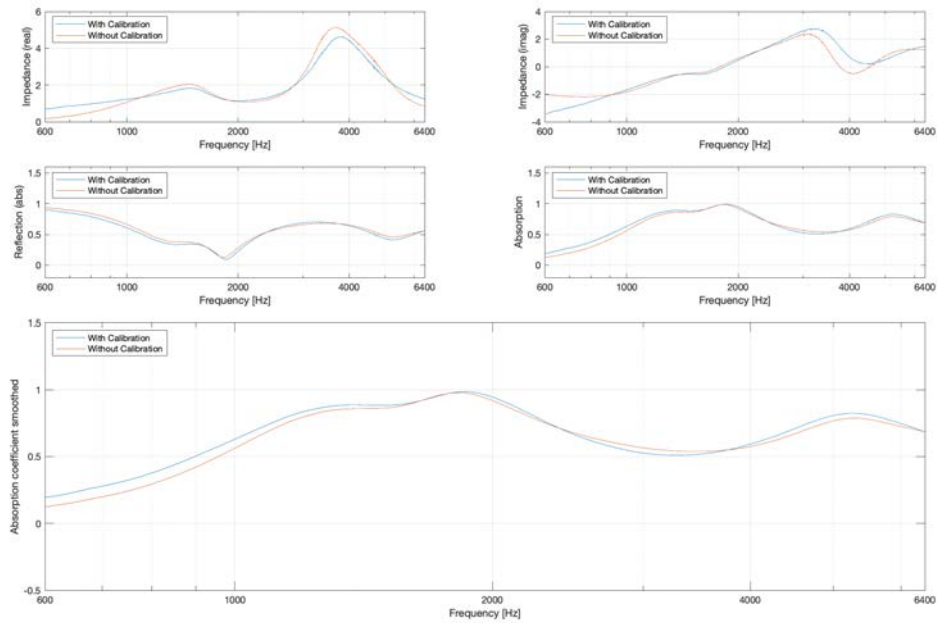 6
4
2
0
Impedance (real)
With Calibration
Without Calibration
600
1000
2000
4000
6400
Frequency [Hz]
4
2
0
-2
-4
Impedance (imag)
With Calibration
Without Calibration
600
1000
2000
4000
6400
Frequency [Hz]
1.5
1
0.5
0
Reflection (abs)
With Calibration
Without Calibration
600
1000
2000
4000
6400
Frequency [Hz]
1.5
1
0.5
0
Absorption
With Calibration
Without Calibration
600
1000
2000
4000
6400
Frequency [Hz]
1.5
1
0.5
0
-0.5
Absorption coefficient smoothed
With Calibration
Without Calibration
600
1000
2000
4000
6400
Frequency [Hz]